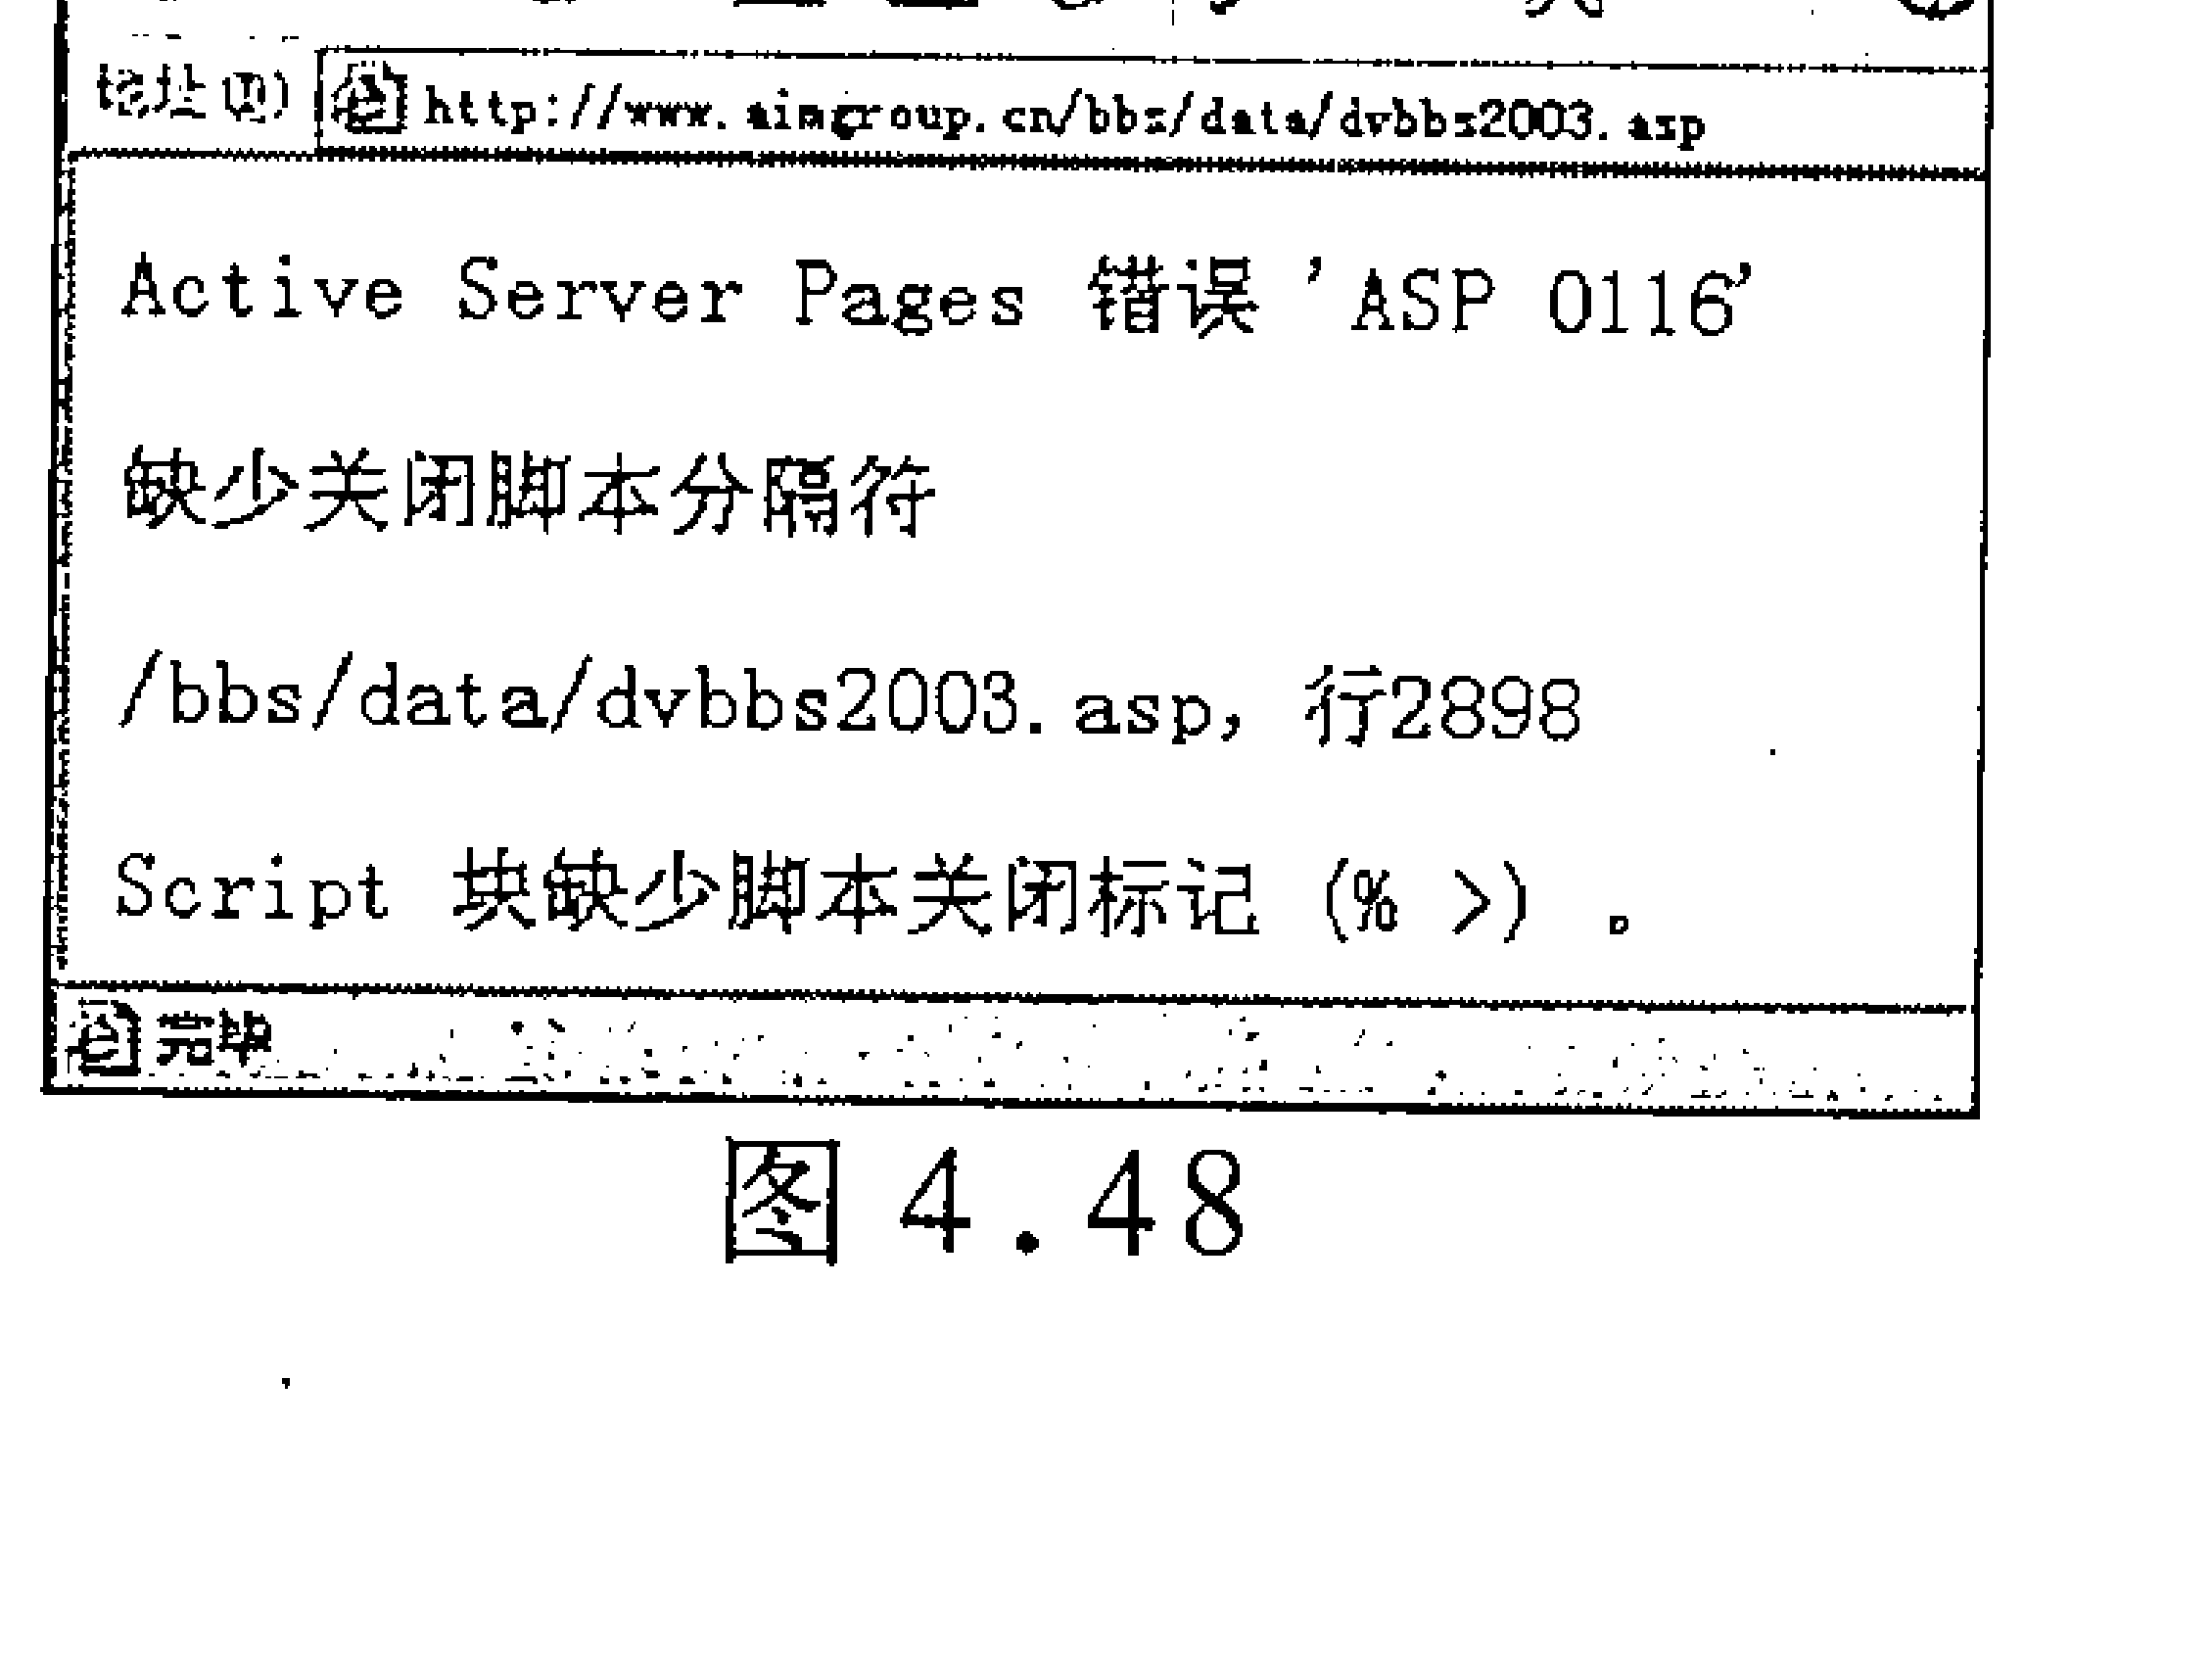 地址(D) http://www.aimgroup.cn/bbs/data/dvbbs2003.asp
Active Server Pages 错误 'ASP 0116'
缺少关闭脚本分隔符
/bbs/data/dvbbs2003.asp, 行2898
Script 块缺少脚本关闭标记 (% >) 。
完毕
图 4.48